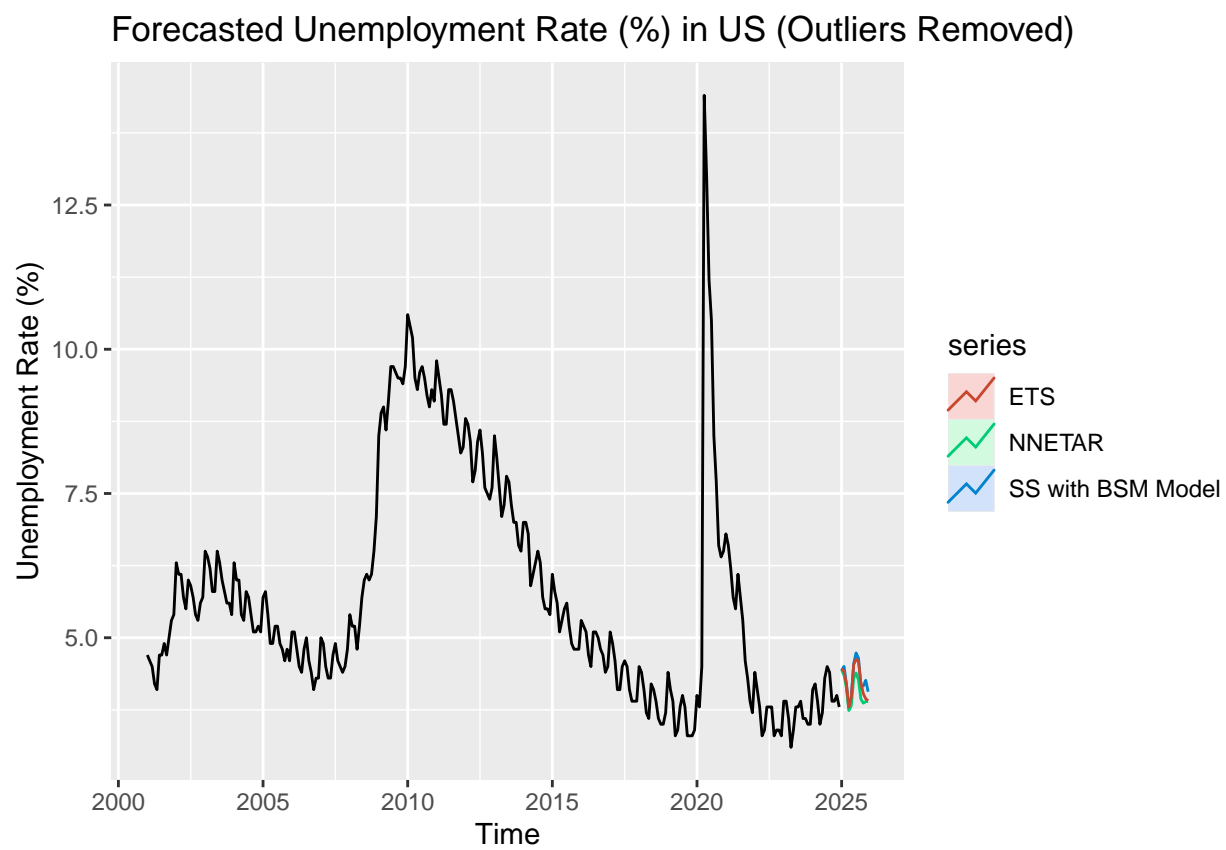 Forecasted Unemployment Rate (%) in US (Outliers Removed)
Unemployment Rate (%)
12.5
10.0
7.5
5.0
2000
2005
2010
2015
2020
2025
Time
series
ETS
NNETAR
SS with BSM Model